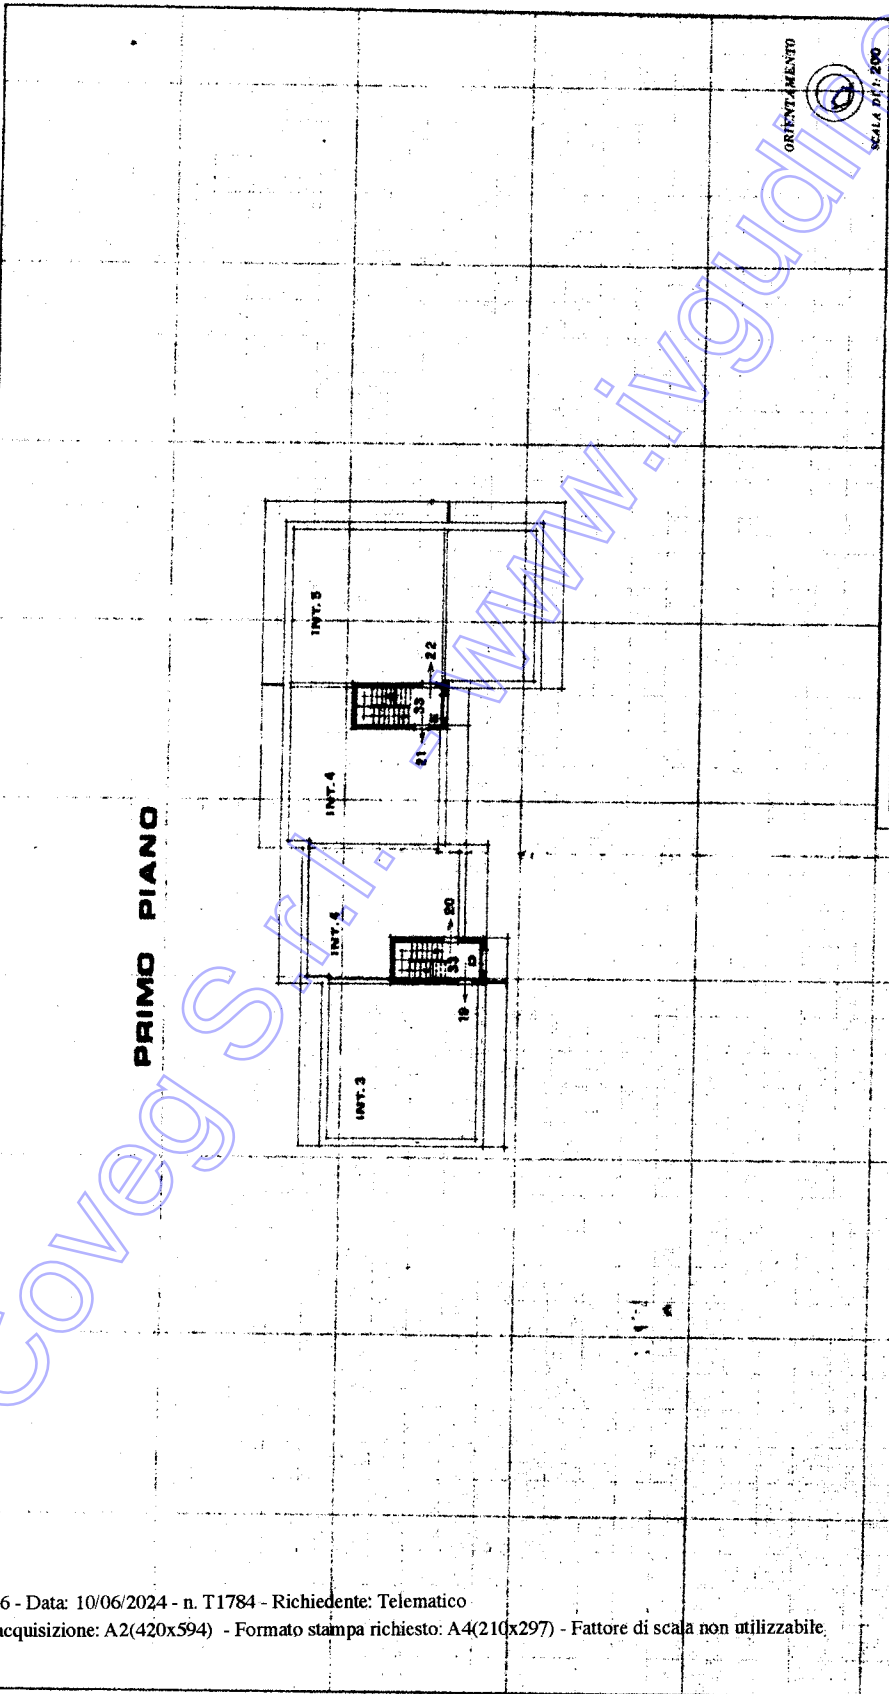 ORIENTAMENTO
SCALA DI 1: 200
PRIMO PIANO
INT. 5
22
33
E
21
INT. 4
INT. 4
20
33
D
19
INT. 3
Coveg S.r.l. - www.ivgudine
6 - Data: 10/06/2024 - n. T1784 - Richiedente: Telematico
acquisizione: A2(420x594) - Formato stampa richiesto: A4(210x297) - Fattore di scala non utilizzabile